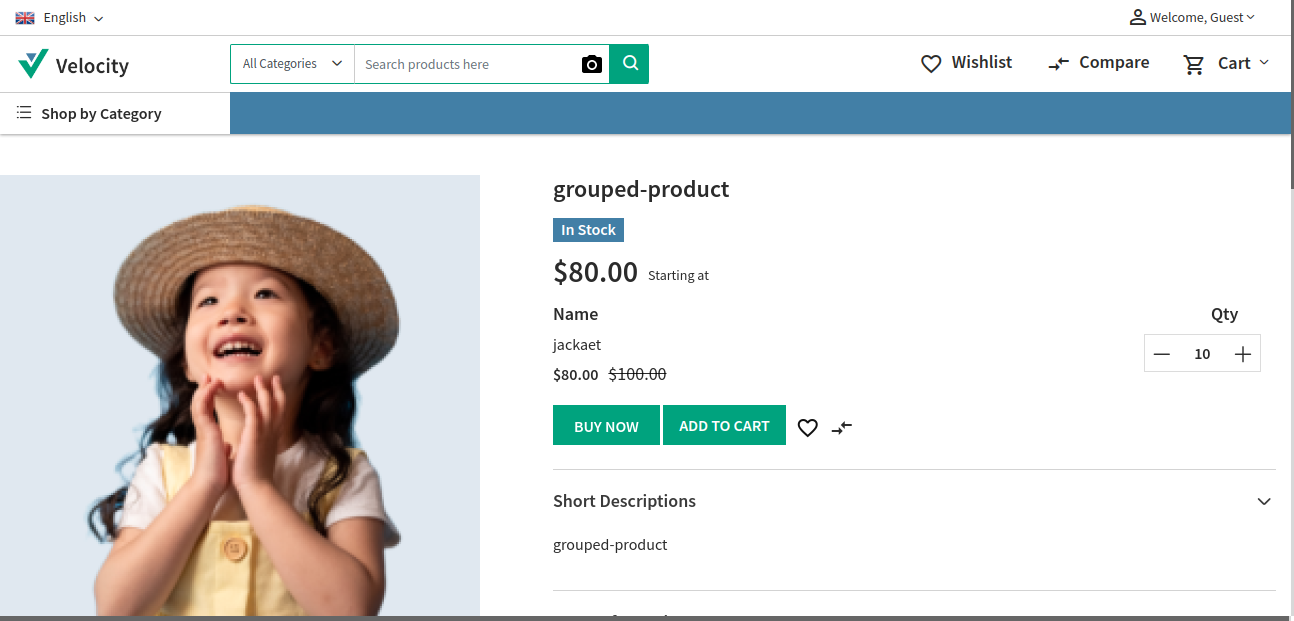 English
Welcome, Guest
Velocity
All Categories
Search products here
Wishlist
Compare
Cart
Shop by Category
grouped-product
In Stock
$80.00 Starting at
Name
Qty
jackaet
10
$80.00 $100.00
BUY NOW
ADD TO CART
Short Descriptions
grouped-product